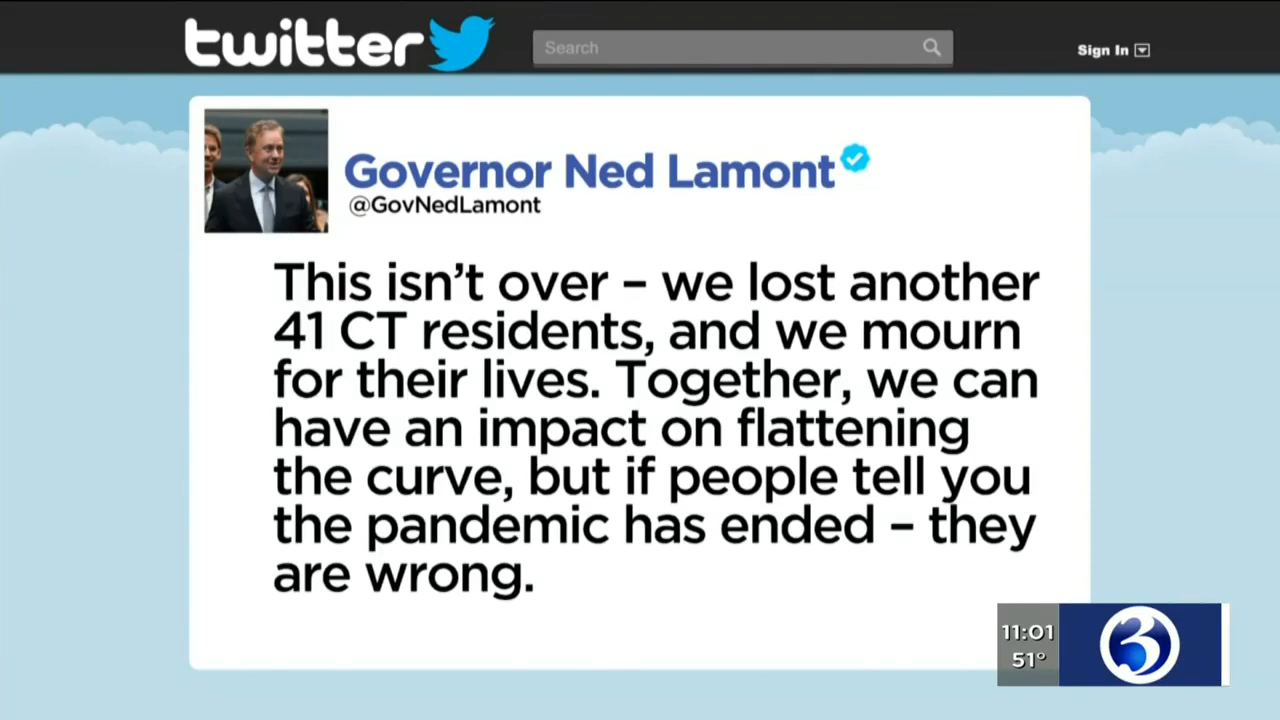 twitter
Search
Sign In
Governor Ned Lamont
@GovNedLamont
This isn't over – we lost another
41 CT residents, and we mourn
for their lives. Together, we can
have an impact on flattening
the curve, but if people tell you
the pandemic has ended – they
are wrong.
11:01
51°
3